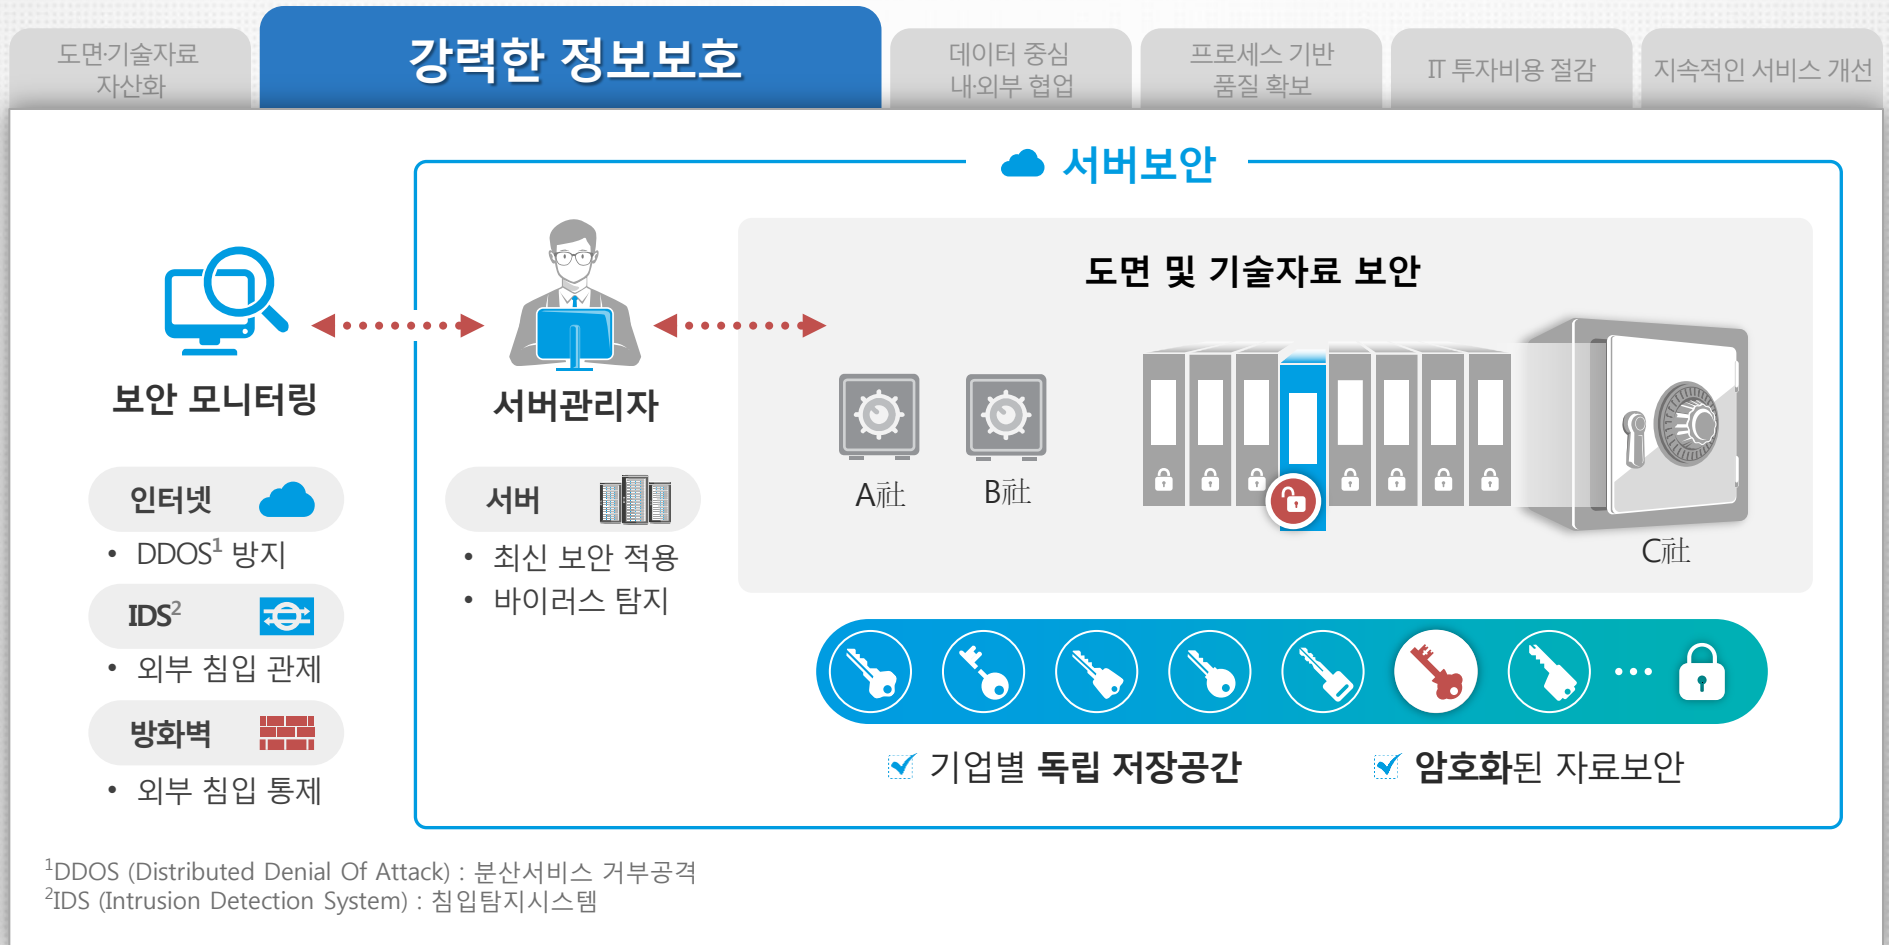 도면·기술자료
자산화
강력한 정보보호
데이터 중심
내·외부 협업
프로세스 기반
품질 확보
IT 투자비용 절감
지속적인 서비스 개선
서버보안
보안 모니터링
인터넷
• DDOS¹ 방지
IDS²
• 외부 침입 관제
방화벽
• 외부 침입 통제
서버관리자
서버
• 최신 보안 적용
• 바이러스 탐지
도면 및 기술자료 보안
A社
B社
C社
···
기업별 독립 저장공간
암호화된 자료보안
¹DDOS (Distributed Denial Of Attack) : 분산서비스 거부공격
²IDS (Intrusion Detection System) : 침입탐지시스템